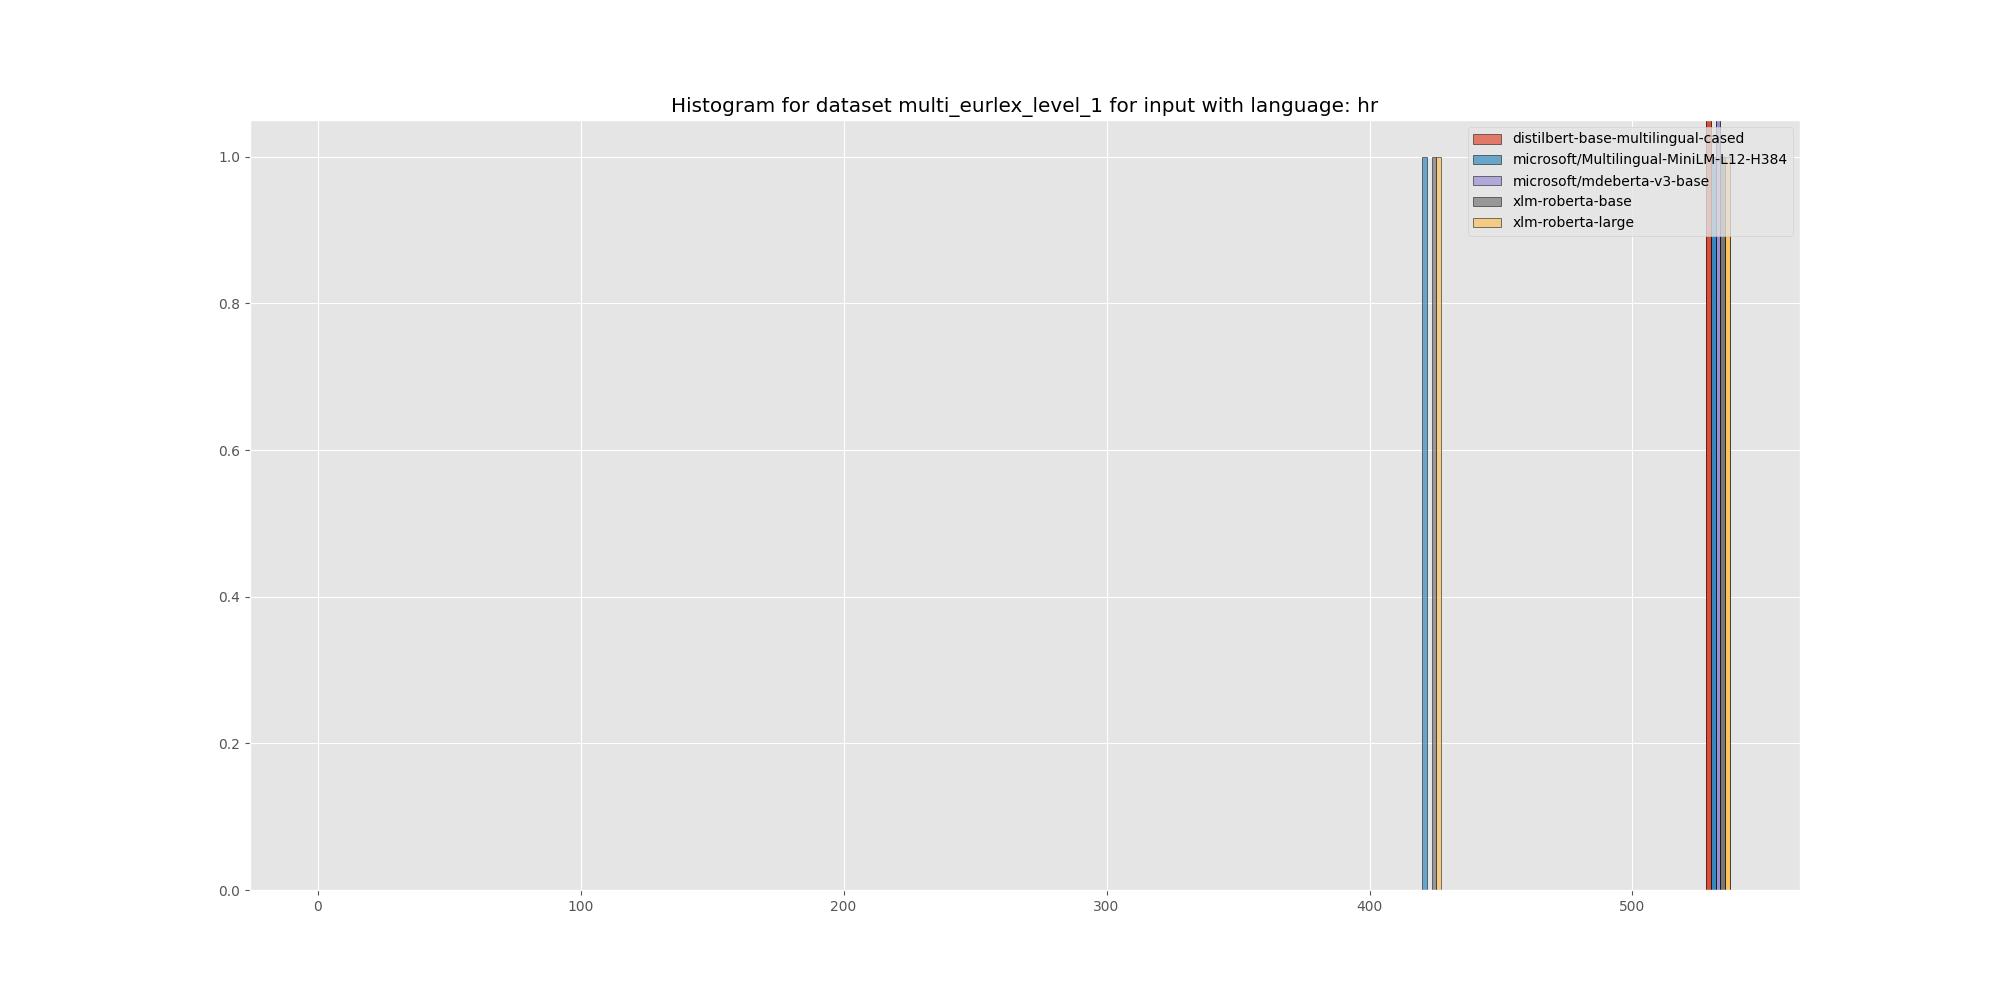 Histogram for dataset multi_eurlex_level_1 for input with language: hr
distilbert-base-multilingual-cased
microsoft/Multilingual-MiniLM-L12-H384
microsoft/mdeberta-v3-base
xlm-roberta-base
xlm-roberta-large
1.0
0.8
0.6
0.4
0.2
0.0
0 100 200 300 400 500